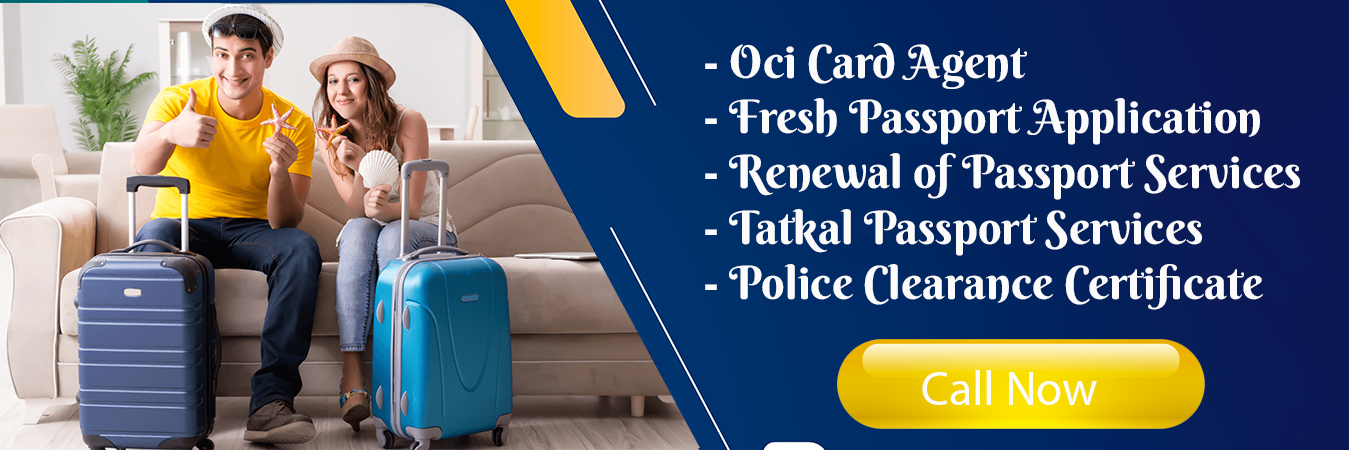 - Oci Card Agent
- Fresh Passport Application
- Renewal of Passport Services
- Tatkal Passport Services
- Police Clearance Certificate
Call Now